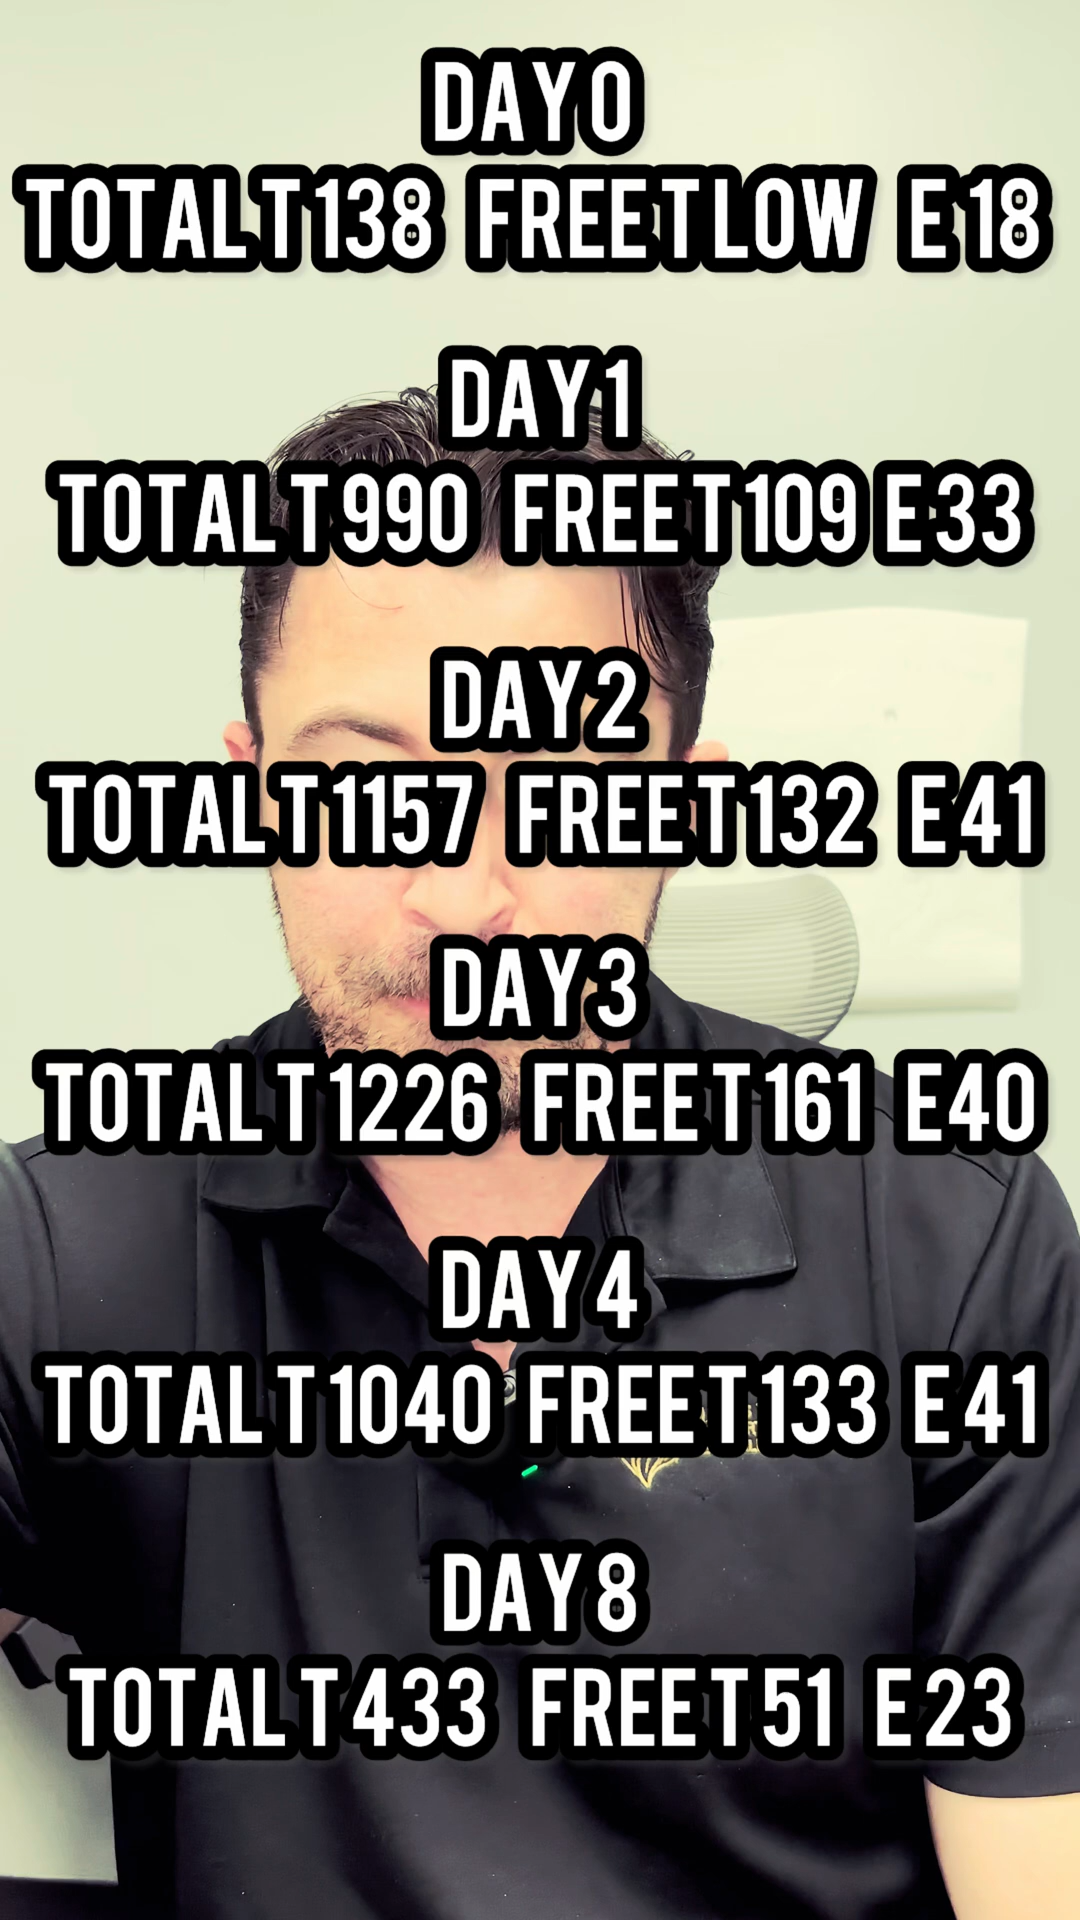 DAY 0
TOTAL T 138 FREE T LOW E 18
DAY 1
TOTAL T 990 FREE T 109 E 33
DAY 2
TOTAL T 1157 FREE T 132 E 41
DAY 3
TOTAL T 1226 FREE T 161 E 40
DAY 4
TOTAL T 1040 FREE T 133 E 41
DAY 8
TOTAL T 433 FREE T 51 E 23